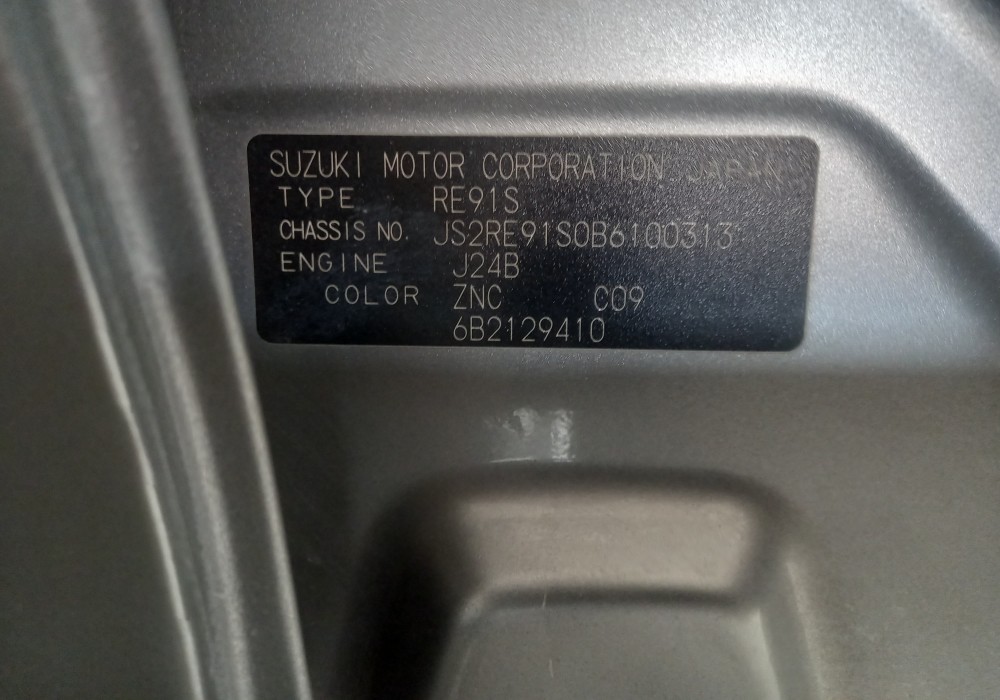 SUZUKI MOTOR CORPORATION JAPAN
TYPE RE91S
CHASSIS NO. JS2RE91S0B6100313
ENGINE J24B
COLOR ZNC C09
6B2129410